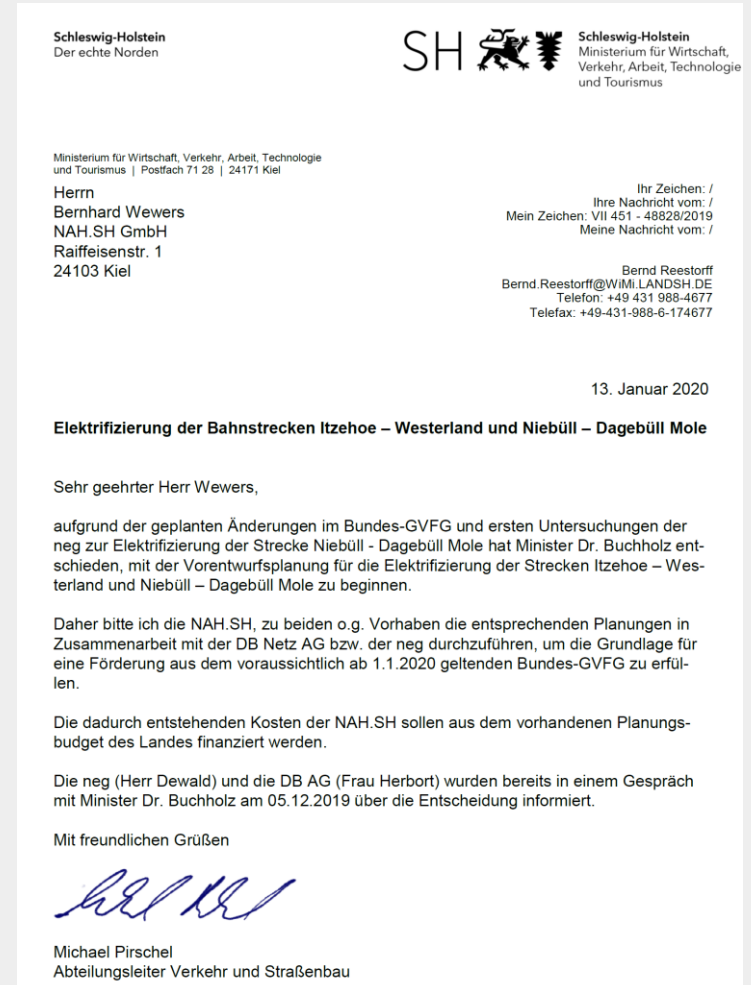 Schleswig-Holstein
Der echte Norden
SH
Schleswig-Holstein
Ministerium für Wirtschaft,
Verkehr, Arbeit, Technologie
und Tourismus
Ministerium für Wirtschaft, Verkehr, Arbeit, Technologie
und Tourismus | Postfach 71 28 | 24171 Kiel
Herrn
Bernhard Wewers
NAH.SH GmbH
Raiffeisenstr. 1
24103 Kiel
Ihr Zeichen: /
Ihre Nachricht vom: /
Mein Zeichen: VII 451 - 48828/2019
Meine Nachricht vom: /
Bernd Reestorff
Bernd.Reestorff@WiMi.LANDSH.DE
Telefon: +49 431 988-4677
Telefax: +49-431-988-6-174677
13. Januar 2020
Elektrifizierung der Bahnstrecken Itzehoe – Westerland und Niebüll – Dagebüll Mole
Sehr geehrter Herr Wewers,
aufgrund der geplanten Änderungen im Bundes-GVFG und ersten Untersuchungen der
neg zur Elektrifizierung der Strecke Niebüll - Dagebüll Mole hat Minister Dr. Buchholz ent-
schieden, mit der Vorentwurfsplanung für die Elektrifizierung der Strecken Itzehoe – Wes-
terland und Niebüll – Dagebüll Mole zu beginnen.
Daher bitte ich die NAH.SH, zu beiden o.g. Vorhaben die entsprechenden Planungen in
Zusammenarbeit mit der DB Netz AG bzw. der neg durchzuführen, um die Grundlage für
eine Förderung aus dem voraussichtlich ab 1.1.2020 geltenden Bundes-GVFG zu erfül-
len.
Die dadurch entstehenden Kosten der NAH.SH sollen aus dem vorhandenen Planungs-
budget des Landes finanziert werden.
Die neg (Herr Dewald) und die DB AG (Frau Herbort) wurden bereits in einem Gespräch
mit Minister Dr. Buchholz am 05.12.2019 über die Entscheidung informiert.
Mit freundlichen Grüßen
Michael Pirschel
Abteilungsleiter Verkehr und Straßenbau